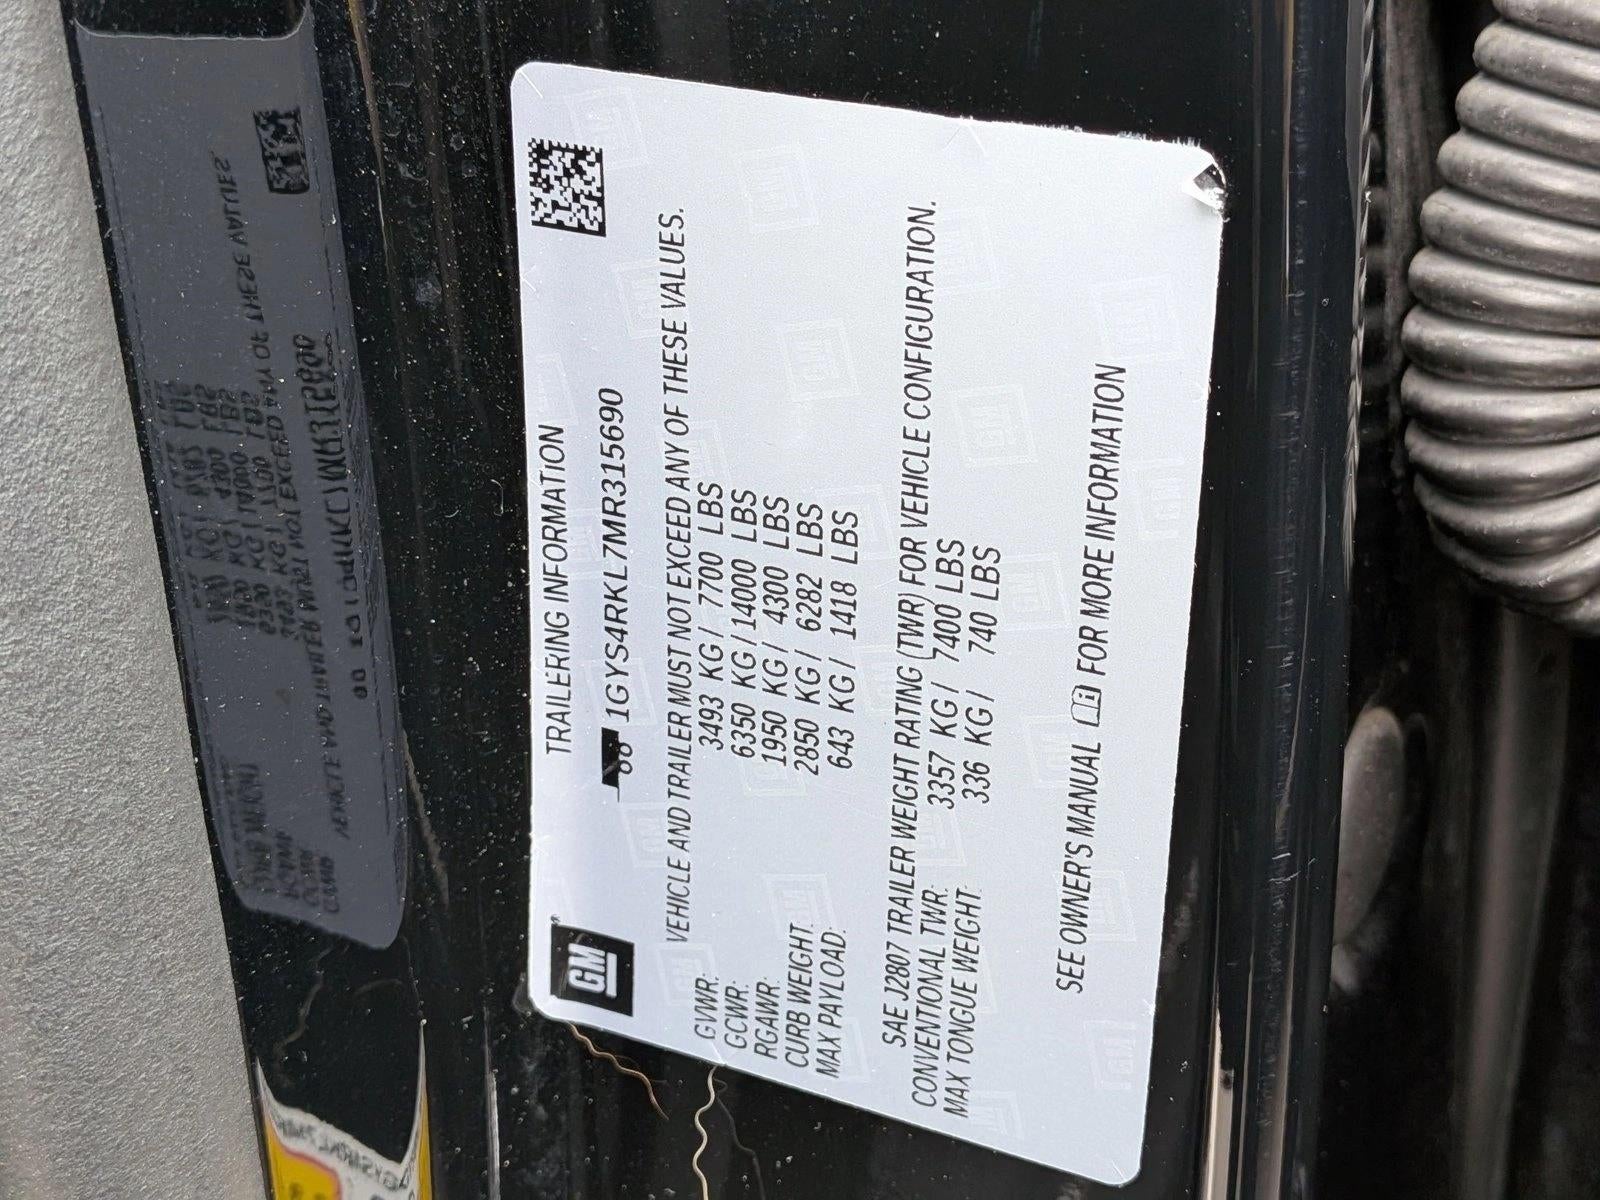 GM
TRAILERING INFORMATION
1GYS4RKL7MR315690
VEHICLE AND TRAILER MUST NOT EXCEED ANY OF THESE VALUES.
GVWR: 3493 KG / 7700 LBS
GCWR: 6350 KG / 14000 LBS
RGAWR: 1950 KG / 4300 LBS
CURB WEIGHT: 2850 KG / 6282 LBS
MAX PAYLOAD: 643 KG / 1418 LBS
SAE J2807 TRAILER WEIGHT RATING (TWR) FOR VEHICLE CONFIGURATION.
CONVENTIONAL TWR: 3357 KG / 7400 LBS
MAX TONGUE WEIGHT: 336 KG / 740 LBS
SEE OWNER'S MANUAL FOR MORE INFORMATION